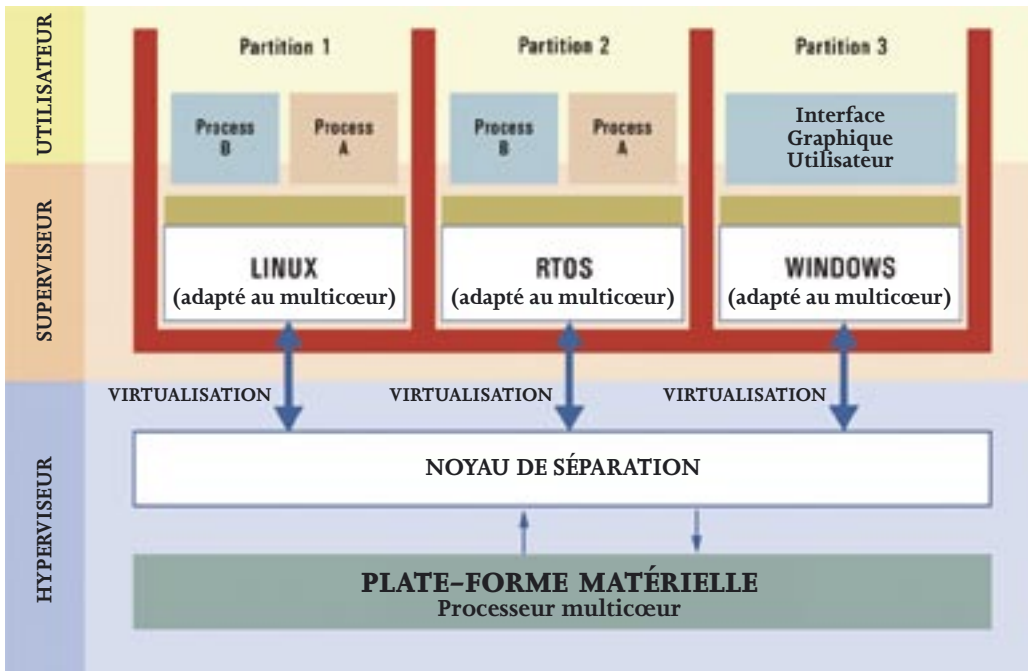 UTILISATEUR
Partition 1
Partition 2
Partition 3
Process
B
Process
A
Process
B
Process
A
Interface
Graphique
Utilisateur
SUPERVISEUR
LINUX
(adapté au multicœur)
RTOS
(adapté au multicœur)
WINDOWS
(adapté au multicœur)
VIRTUALISATION
VIRTUALISATION
VIRTUALISATION
HYPERVISEUR
NOYAU DE SÉPARATION
PLATE-FORME MATÉRIELLE
Processeur multicœur